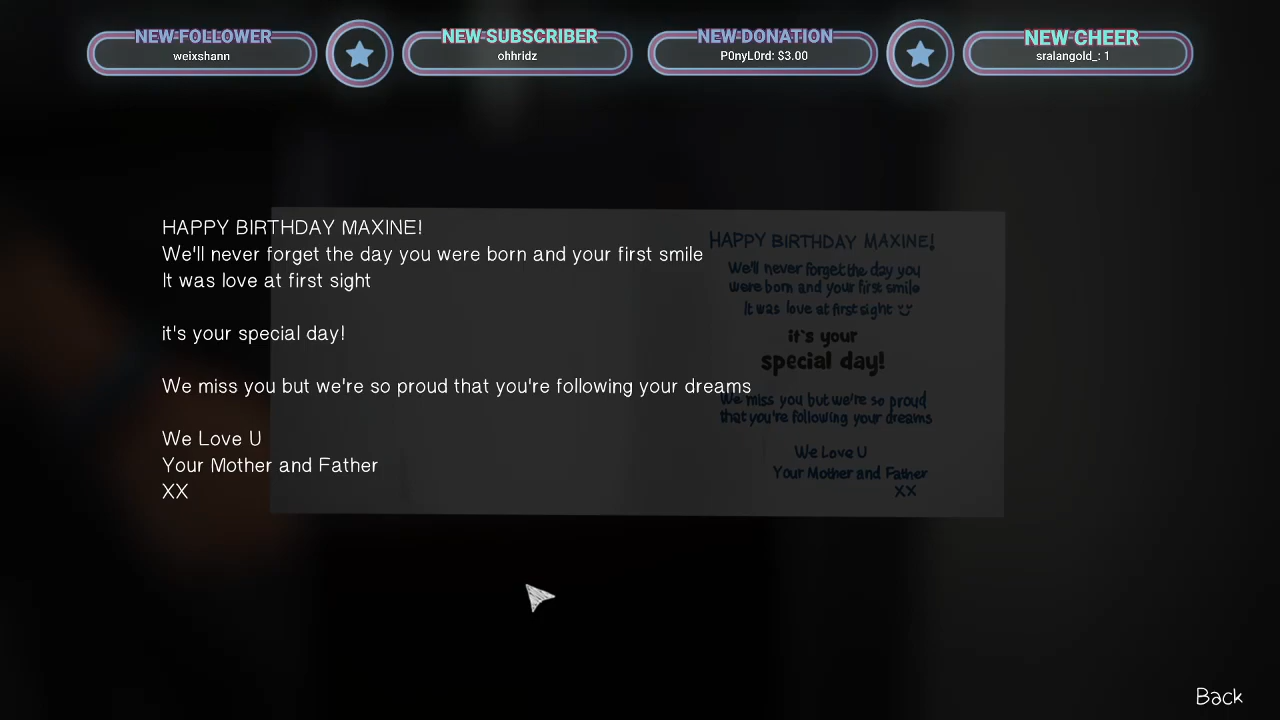 NEW FOLLOWER
weixshann
NEW SUBSCRIBER
ohhridz
NEW DONATION
P0nyL0rd: $3.00
NEW CHEER
sralangold_: 1
HAPPY BIRTHDAY MAXINE!
We'll never forget the day you were born and your first smile
It was love at first sight
it's your special day!
We miss you but we're so proud that you're following your dreams
We Love U
Your Mother and Father
XX
HAPPY BIRTHDAY MAXINE!
We'll never forget the day you
were born and your first smile
It was love at first sight
it's your
special day!
We miss you but we're so proud
that you're following your dreams
We Love U
Your Mother and Father
XX
Back